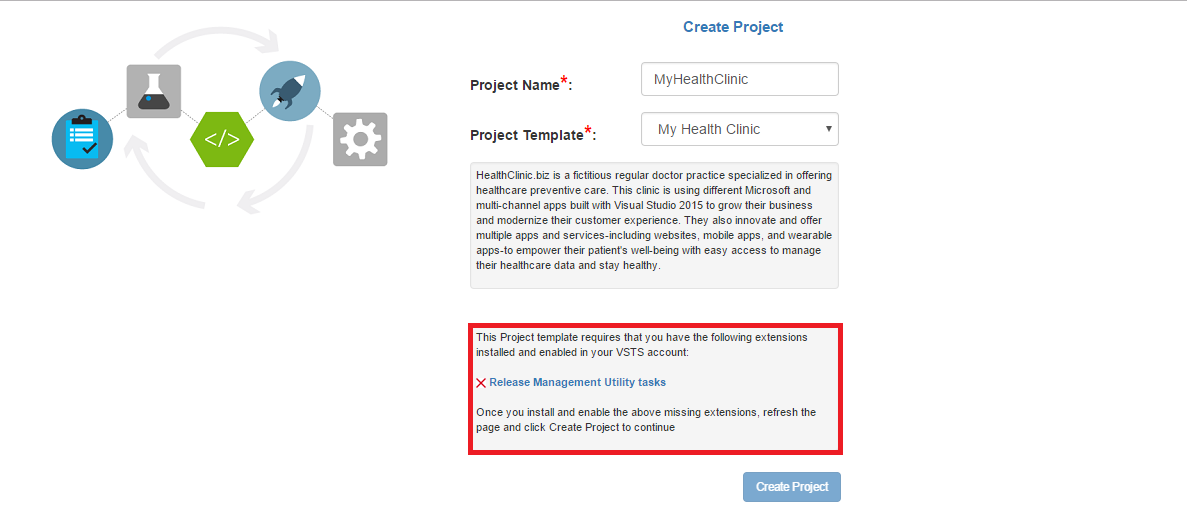 Create Project
Project Name*:
MyHealthClinic
Project Template*:
My Health Clinic
HealthClinic.biz is a fictitious regular doctor practice specialized in offering
healthcare preventive care. This clinic is using different Microsoft and
multi-channel apps built with Visual Studio 2015 to grow their business
and modernize their customer experience. They also innovate and offer
multiple apps and services-including websites, mobile apps, and wearable
apps-to empower their patient's well-being with easy access to manage
their healthcare data and stay healthy.
This Project template requires that you have the following extensions
installed and enabled in your VSTS account:
Release Management Utility tasks
Once you install and enable the above missing extensions, refresh the
page and click Create Project to continue
Create Project
</>